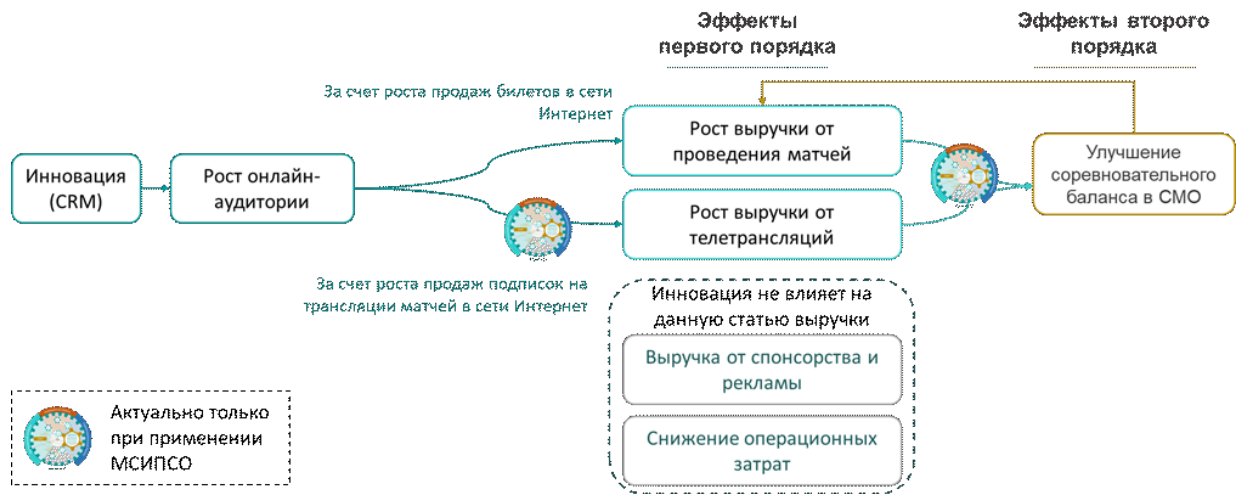 Эффекты
первого порядка
Эффекты второго
порядка
За счет роста продаж билетов в сети
Интернет
Инновация
(CRM)
Рост онлайн-
аудитории
Рост выручки от
проведения матчей
Рост выручки от
телетрансляций
Улучшение
соревновательного
баланса в СМО
За счет роста продаж подписок на
трансляции матчей в сети Интернет
Инновация не влияет на
данную статью выручки
Выручка от спонсорства и
рекламы
Снижение операционных
затрат
Актуально только
при применении
МСИПСО